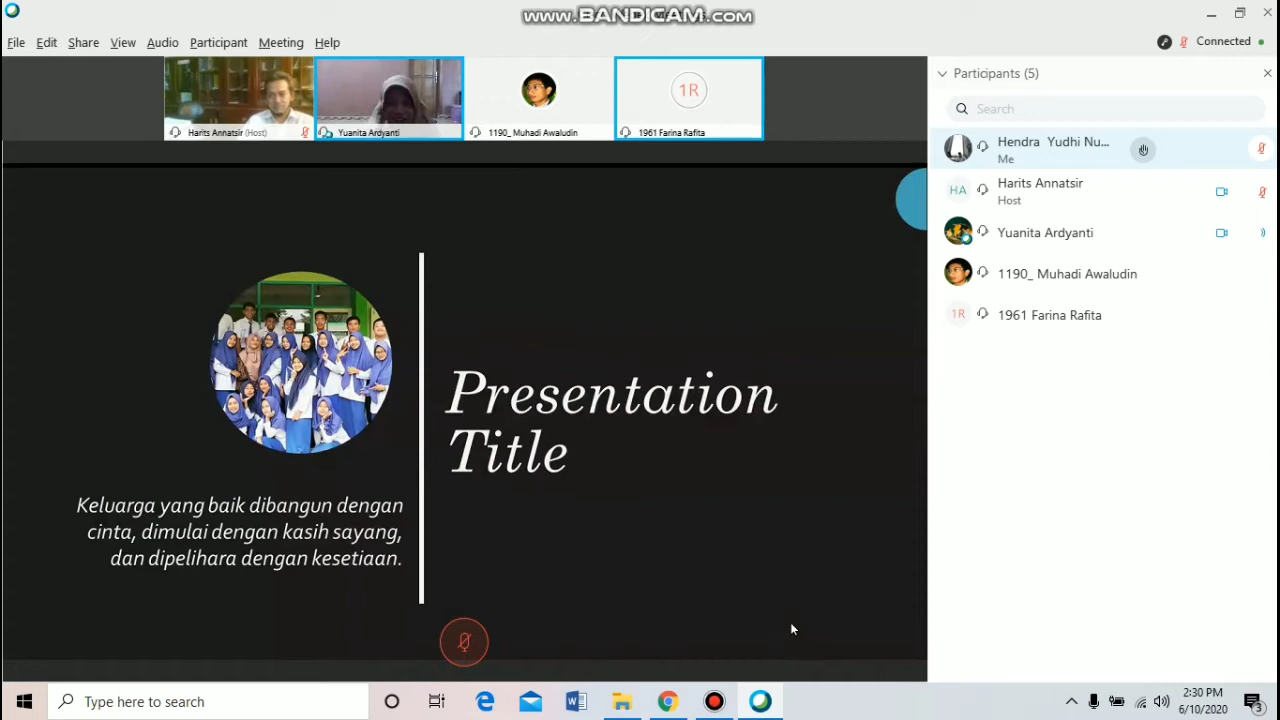 WWW.BANDICAM.COM
File Edit Share View Audio Participant Meeting Help
Connected
Harits Annatsir (Host)
Yuanita Ardyanti
1190_ Muhadi Awaludin
1R
1961 Farina Rafita
Participants (5)
Search
Hendra Yudhi Nu...
Me
HA
Harits Annatsir
Host
Yuanita Ardyanti
1190_ Muhadi Awaludin
1R
1961 Farina Rafita
Presentation
Title
Keluarga yang baik dibangun dengan
cinta, dimulai dengan kasih sayang,
dan dipelihara dengan kesetiaan.
Type here to search
2:30 PM
6/10/2020
3